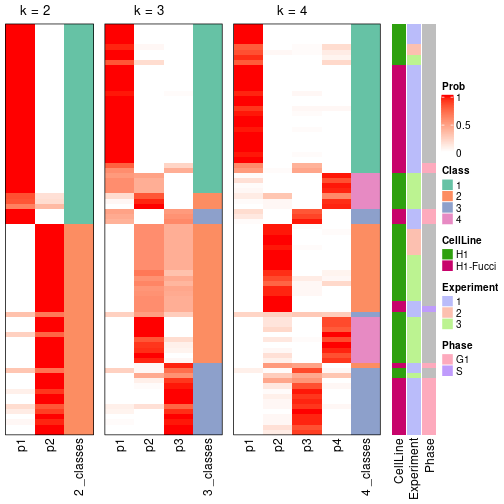 k = 2
k = 3
k = 4
p1
p2
2_classes
p1
p2
p3
3_classes
p1
p2
p3
p4
4_classes
CellLine
Experiment
Phase
Prob
1
0.5
0
Class
1
2
3
4
CellLine
H1
H1-Fucci
Experiment
1
2
3
Phase
G1
S